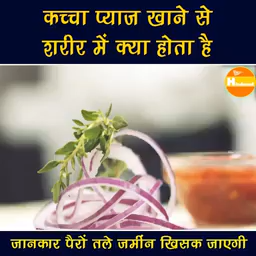 कच्चा प्याज खाने से
शरीर में क्या होता है
जानकार पैरों तले जमींन खिसक जाएगी